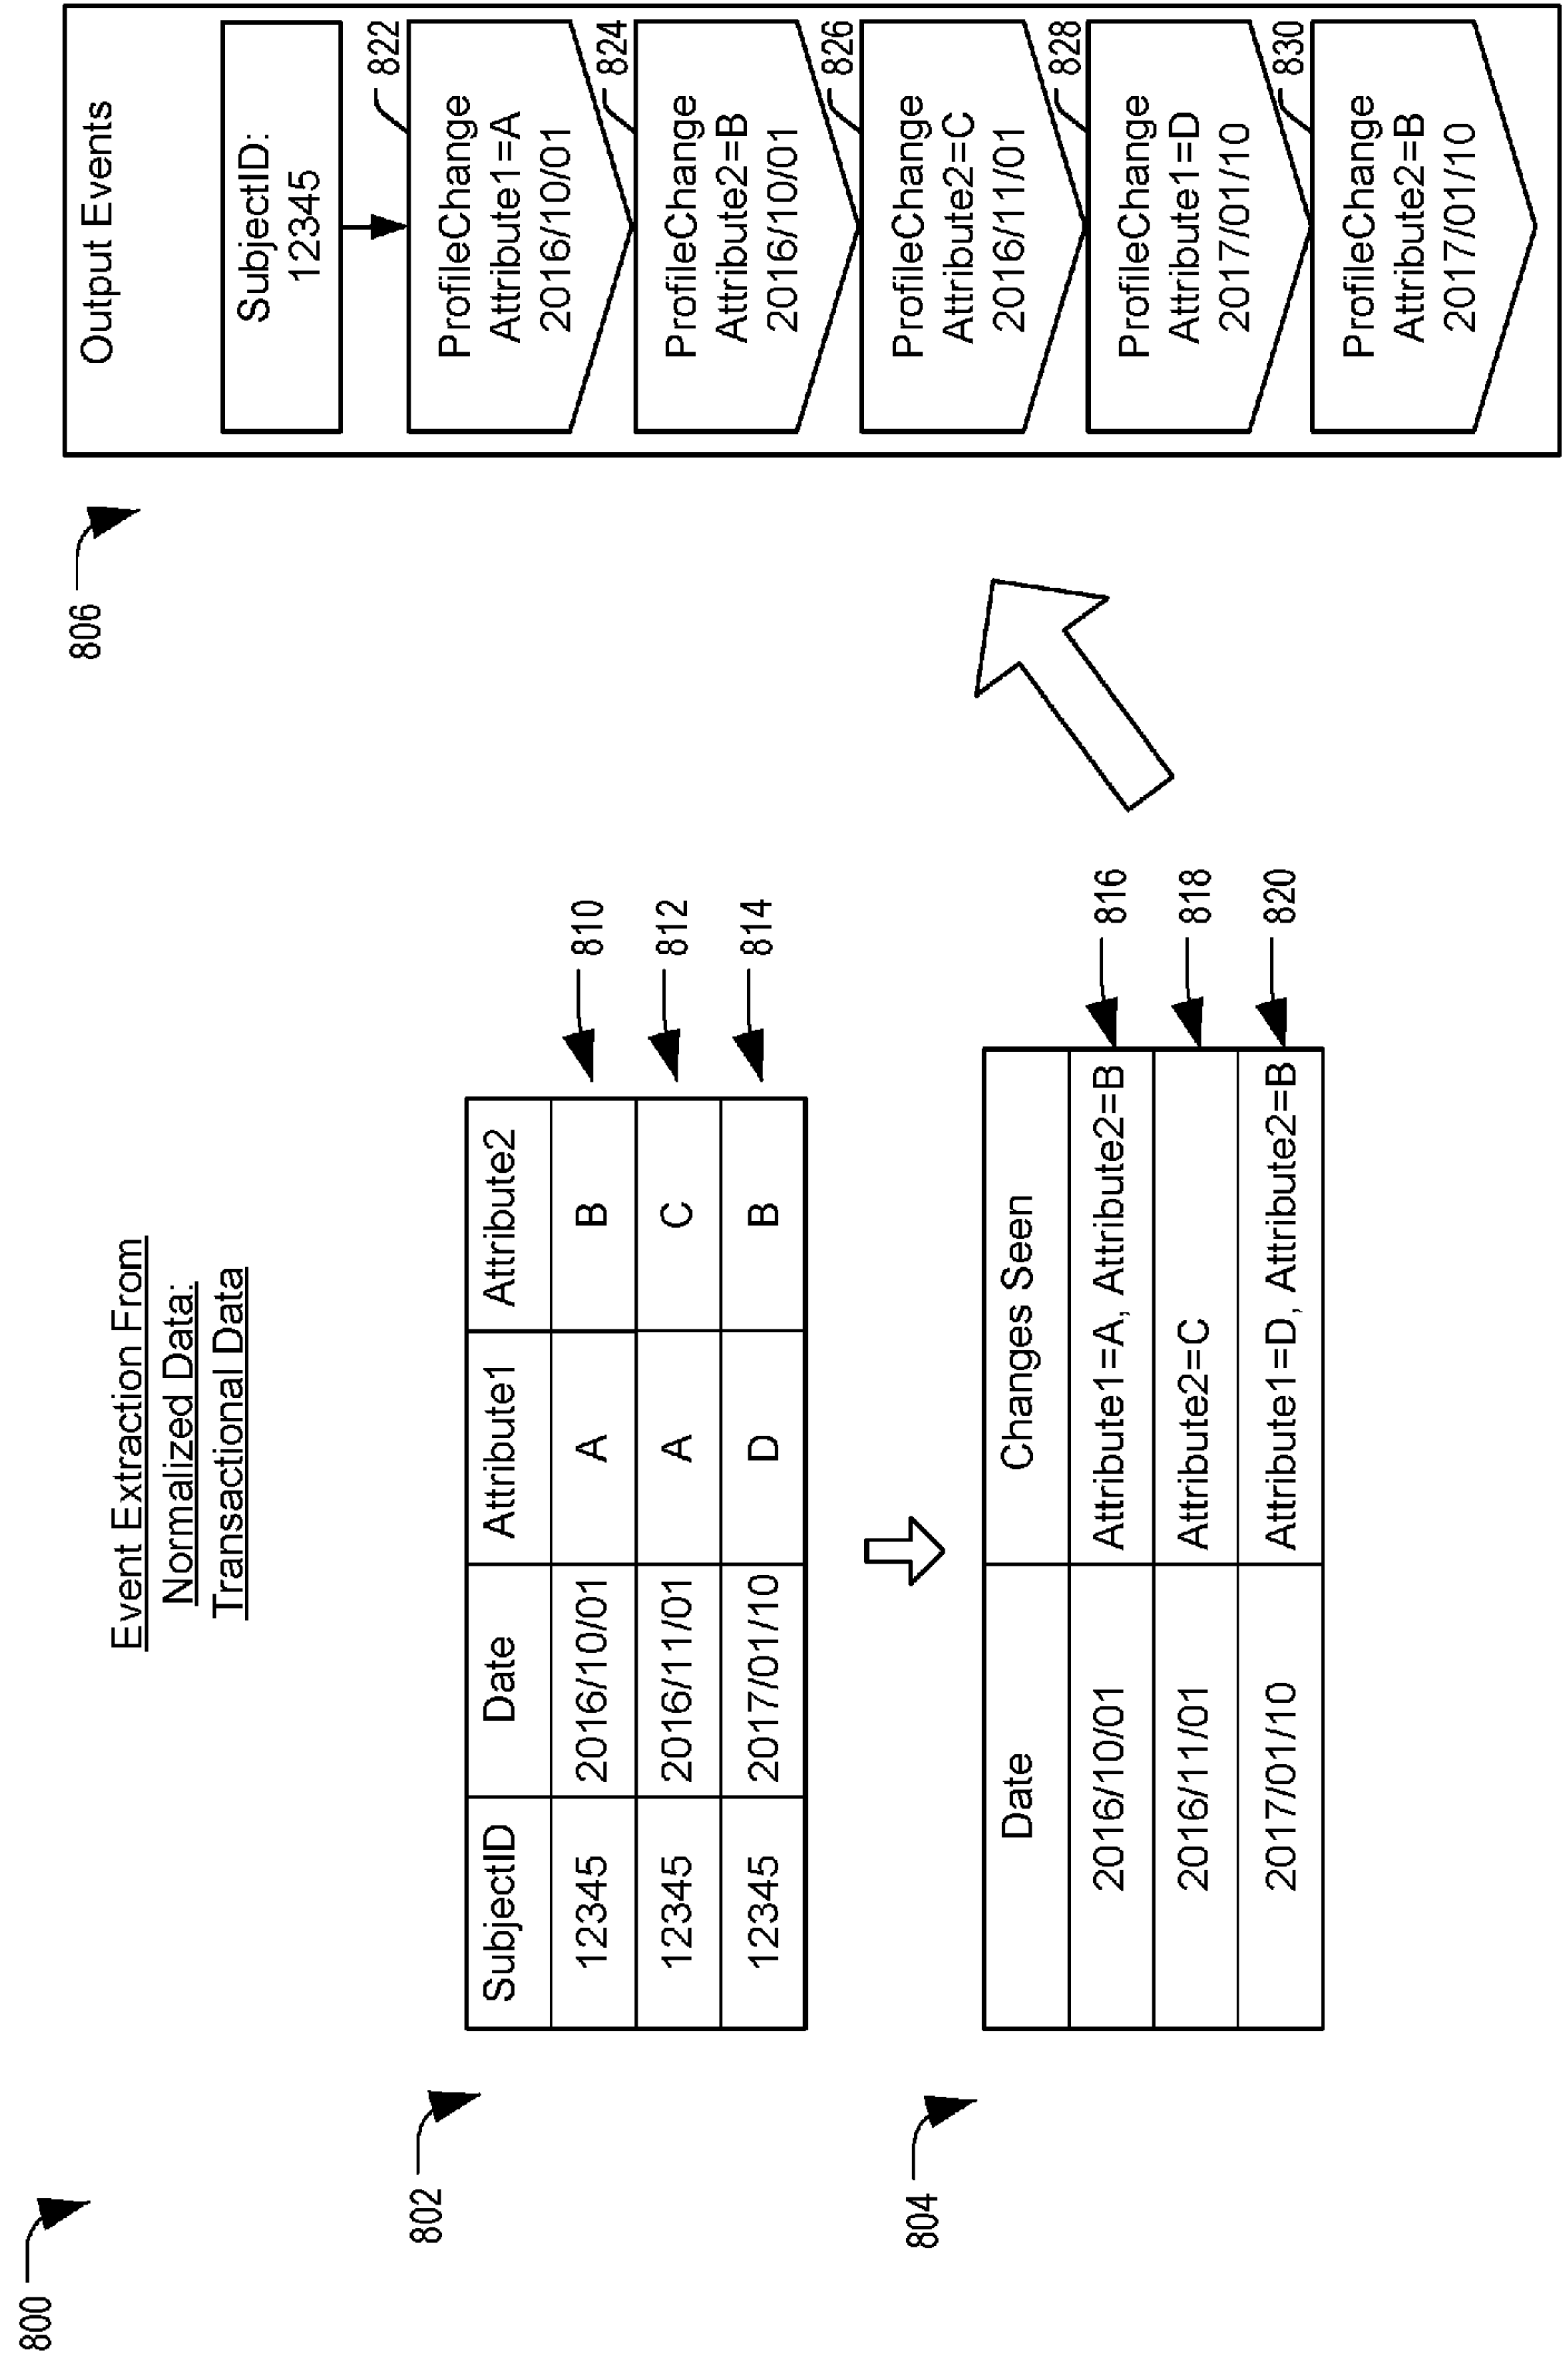 800
Event Extraction From
Normalized Data:
Transactional Data
802
SubjectID Date Attribute1 Attribute2
12345 2016/10/01 A B 810
12345 2016/11/01 A C 812
12345 2017/01/10 D B 814
804
Date Changes Seen
2016/10/01 Attribute1=A, Attribute2=B 816
2016/11/01 Attribute2=C 818
2017/01/10 Attribute1=D, Attribute2=B 820
806
Output Events
SubjectID:
12345
822
ProfileChange
Attribute1=A
2016/10/01
824
ProfileChange
Attribute2=B
2016/10/01
826
ProfileChange
Attribute2=C
2016/11/01
828
ProfileChange
Attribute1=D
2017/01/10
830
ProfileChange
Attribute2=B
2017/01/10